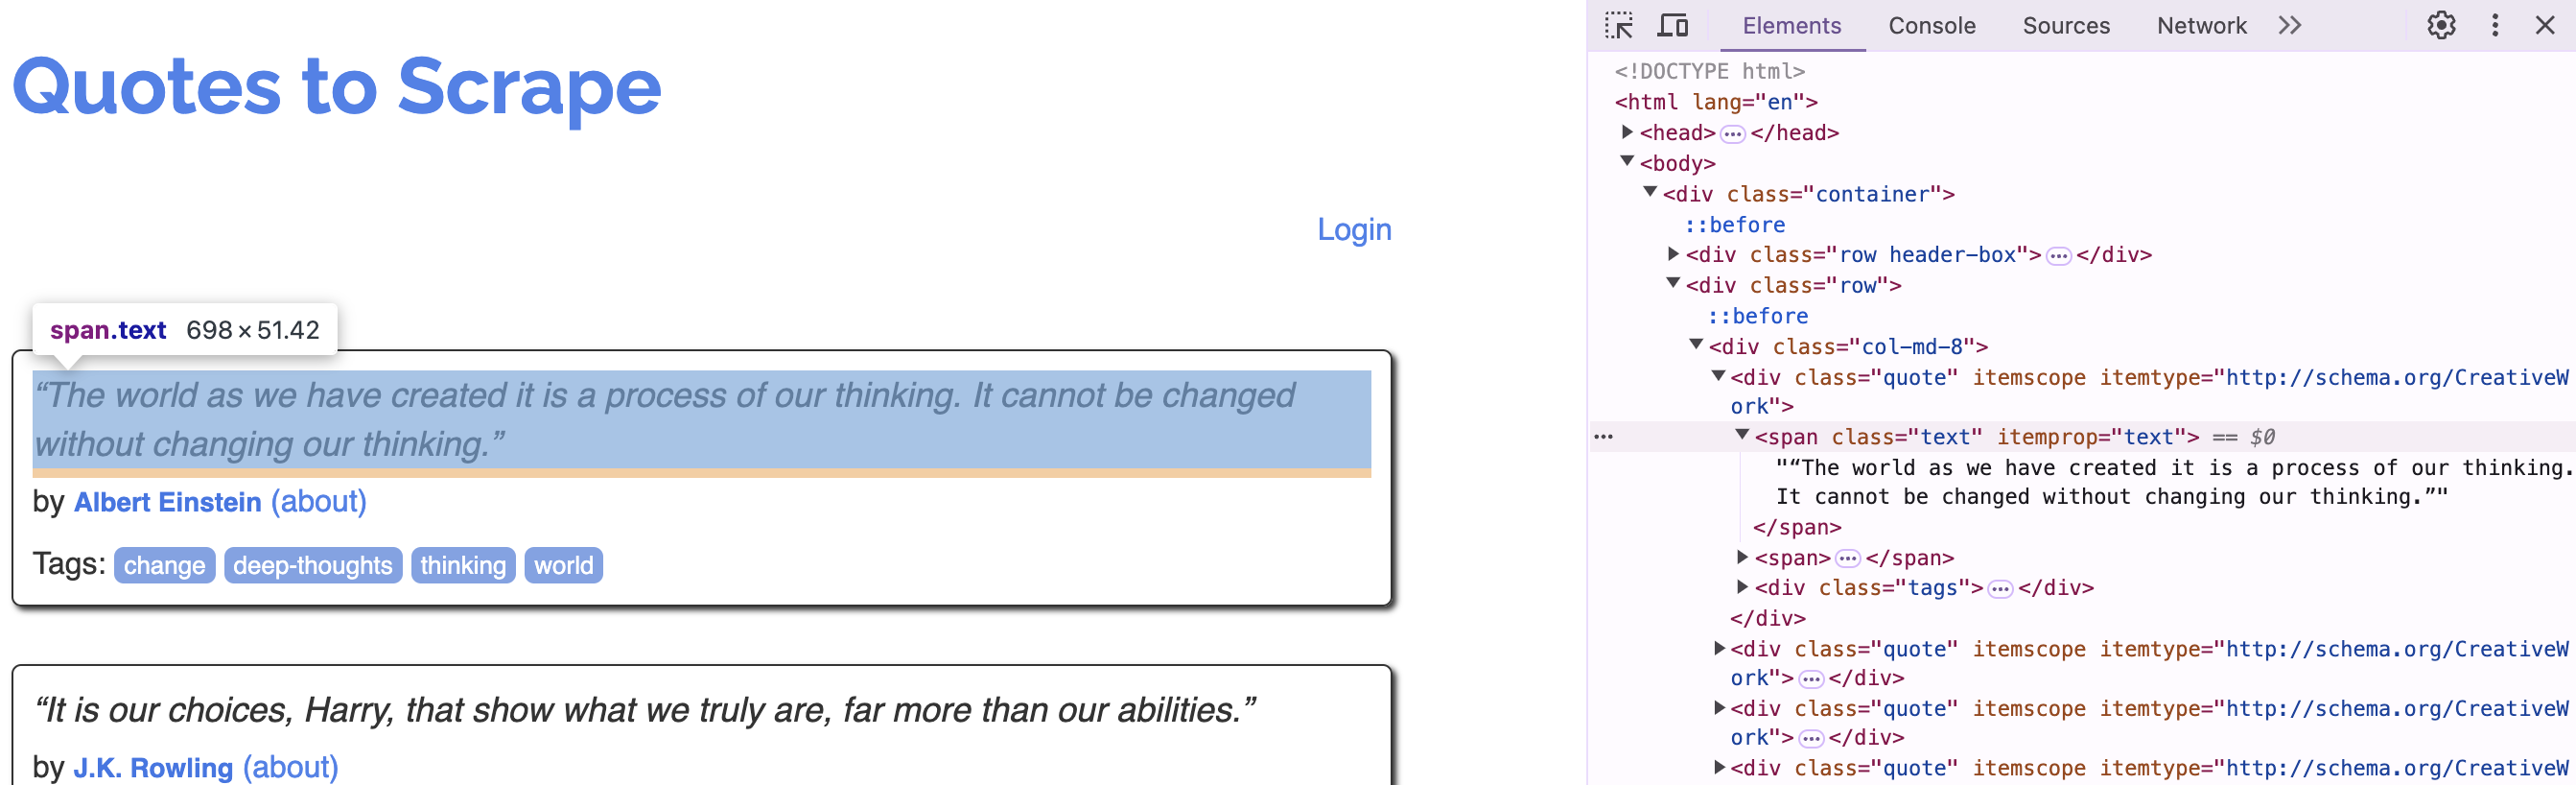 Quotes to Scrape
Login
span.text 698 × 51.42
“The world as we have created it is a process of our thinking. It cannot be changed
without changing our thinking.”
by Albert Einstein (about)
Tags: change deep-thoughts thinking world
“It is our choices, Harry, that show what we truly are, far more than our abilities.”
by J.K. Rowling (about)
Elements Console Sources Network
<!DOCTYPE html>
<html lang="en">
<head> ••• </head>
<body>
<div class="container">
::before
<div class="row header-box"> ••• </div>
<div class="row">
::before
<div class="col-md-8">
<div class="quote" itemscope itemtype="http://schema.org/CreativeW
ork">
••• <span class="text" itemprop="text"> == $0
"“The world as we have created it is a process of our thinking.
It cannot be changed without changing our thinking.”"
</span>
<span> ••• </span>
<div class="tags"> ••• </div>
</div>
<div class="quote" itemscope itemtype="http://schema.org/CreativeW
ork"> ••• </div>
<div class="quote" itemscope itemtype="http://schema.org/CreativeW
ork"> ••• </div>
<div class="quote" itemscope itemtype="http://schema.org/CreativeW